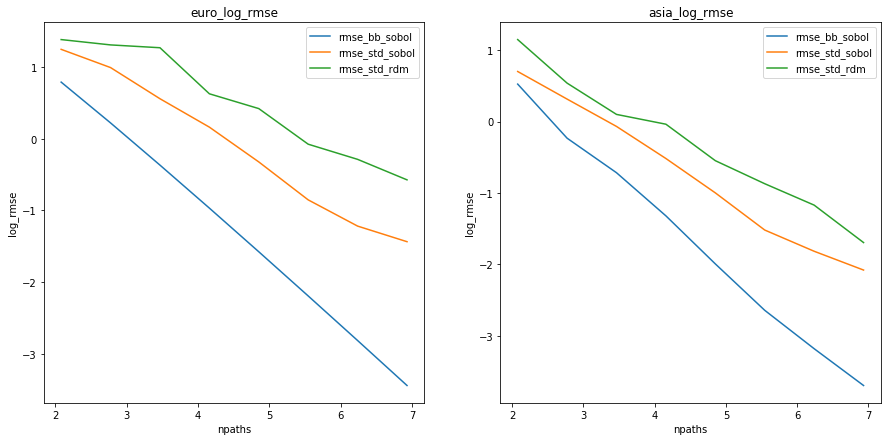 euro_log_rmse
rmse_bb_sobol
rmse_std_sobol
rmse_std_rdm
log_rmse
1
0
−1
−2
−3
2
3
4
5
6
7
npaths
asia_log_rmse
rmse_bb_sobol
rmse_std_sobol
rmse_std_rdm
log_rmse
1
0
−1
−2
−3
2
3
4
5
6
7
npaths